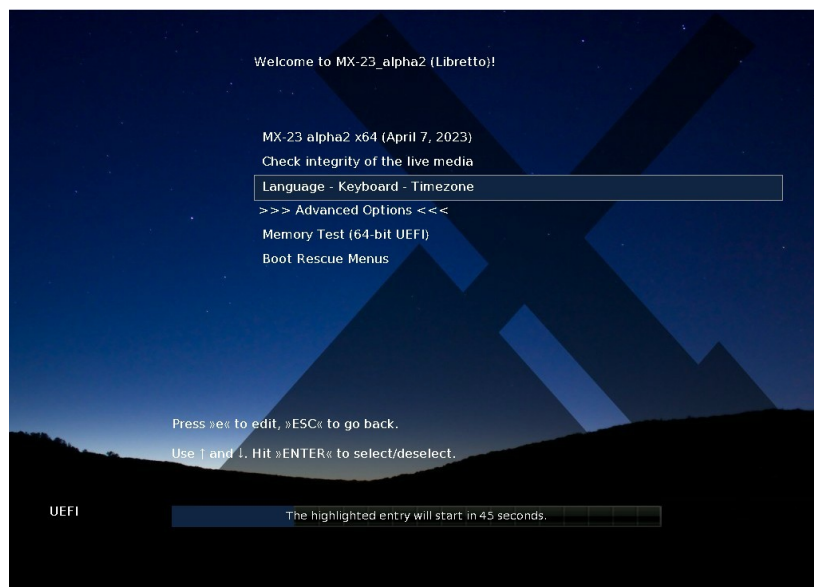 Welcome to MX-23_alpha2 (Libretto)!
MX-23 alpha2 x64 (April 7, 2023)
Check integrity of the live media
Language - Keyboard - Timezone
>>> Advanced Options <<<
Memory Test (64-bit UEFI)
Boot Rescue Menus
Press »e« to edit, »ESC« to go back.
Use ↑ and ↓. Hit »ENTER« to select/deselect.
UEFI
The highlighted entry will start in 45 seconds.